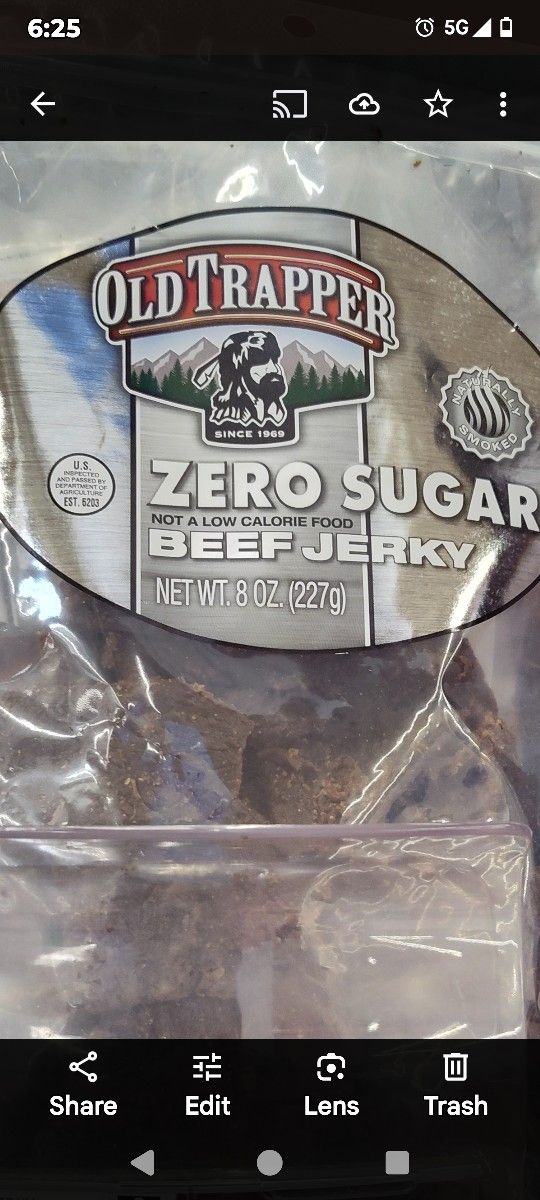 6:25
5G
OLD TRAPPER
SINCE 1969
NATURALLY
SMOKED
U.S.
INSPECTED
AND PASSED BY
DEPARTMENT OF
AGRICULTURE
EST. 6203
ZERO SUGAR
NOT A LOW CALORIE FOOD
BEEF JERKY
NET WT. 8 OZ. (227g)
Share Edit Lens Trash